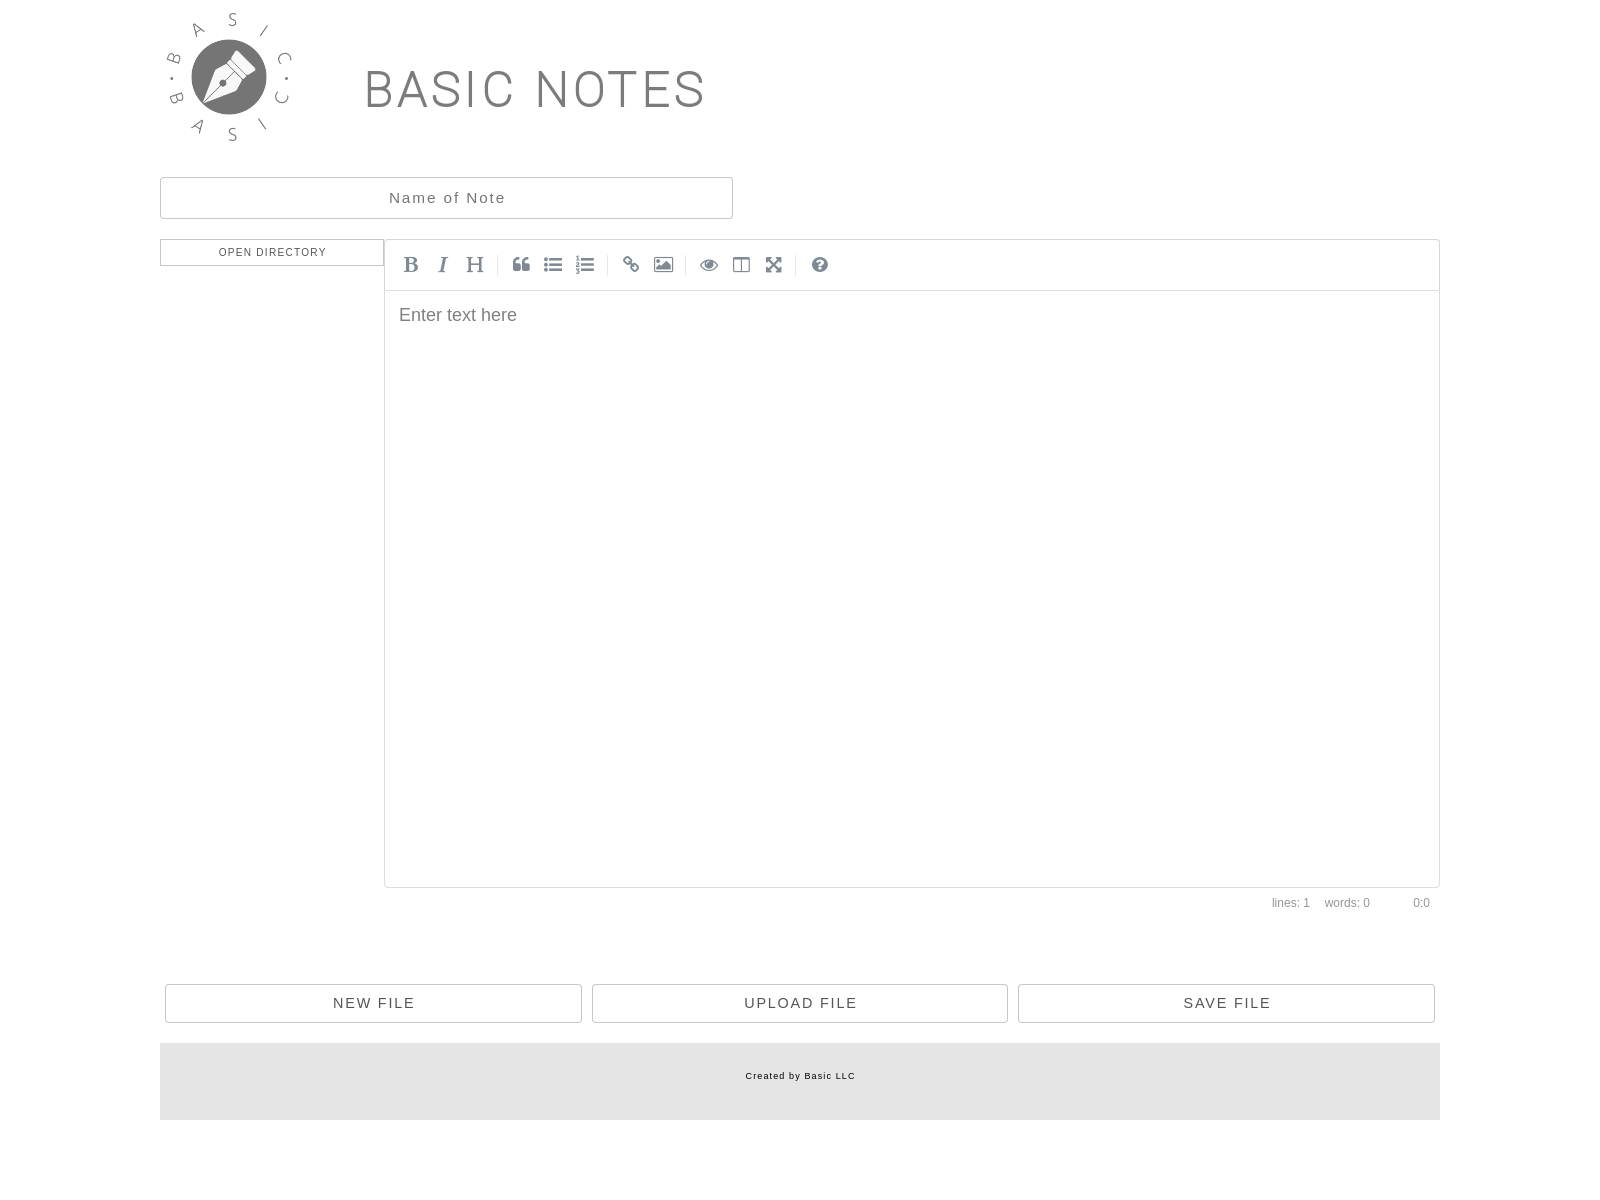 BASIC • BASIC •
BASIC NOTES
Name of Note
OPEN DIRECTORY
B I H
Enter text here
lines: 1 words: 0 0:0
NEW FILE UPLOAD FILE SAVE FILE
Created by Basic LLC